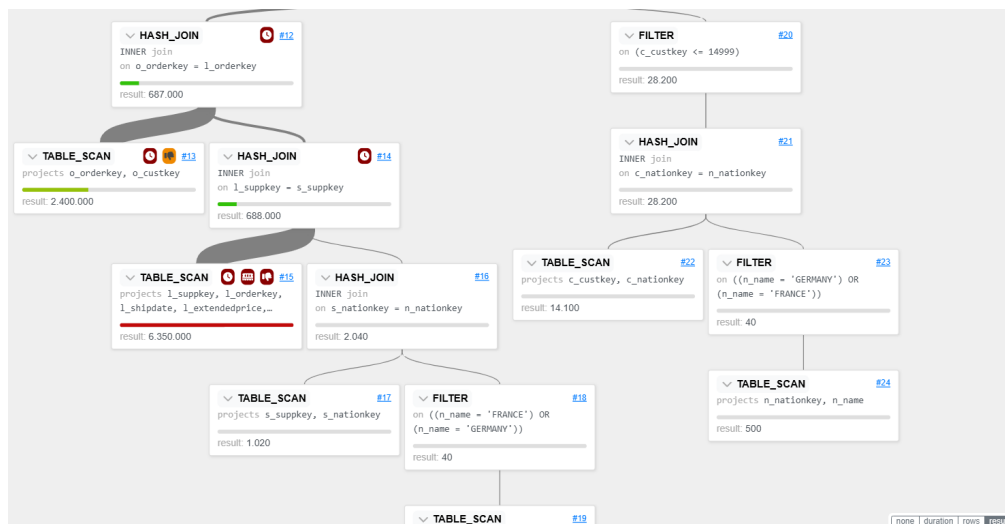 HASH_JOIN #12
INNER join
on o_orderkey = l_orderkey
result: 687.000
FILTER #20
on (c_custkey <= 14999)
result: 28.200
TABLE_SCAN #13
projects o_orderkey, o_custkey
result: 2.400.000
HASH_JOIN #14
INNER join
on l_suppkey = s_suppkey
result: 688.000
HASH_JOIN #21
INNER join
on c_nationkey = n_nationkey
result: 28.200
TABLE_SCAN #15
projects l_suppkey, l_orderkey,
l_shipdate, l_extendedprice,…
result: 6.350.000
HASH_JOIN #16
INNER join
on s_nationkey = n_nationkey
result: 2.040
TABLE_SCAN #22
projects c_custkey, c_nationkey
result: 14.100
FILTER #23
on ((n_name = 'GERMANY') OR
(n_name = 'FRANCE'))
result: 40
TABLE_SCAN #17
projects s_suppkey, s_nationkey
result: 1.020
FILTER #18
on ((n_name = 'FRANCE') OR
(n_name = 'GERMANY'))
result: 40
TABLE_SCAN #24
projects n_nationkey, n_name
result: 500
TABLE_SCAN #19
none duration rows